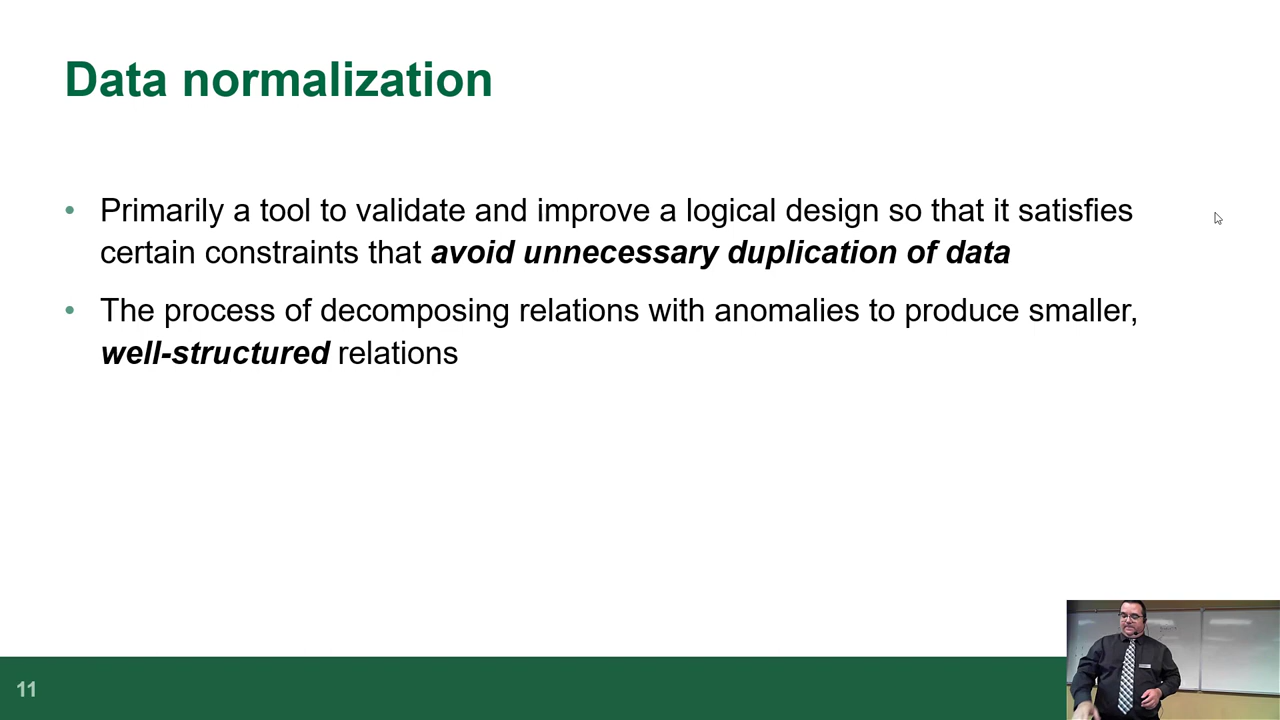 Data normalization
• Primarily a tool to validate and improve a logical design so that it satisfies
certain constraints that avoid unnecessary duplication of data
• The process of decomposing relations with anomalies to produce smaller,
well-structured relations
11